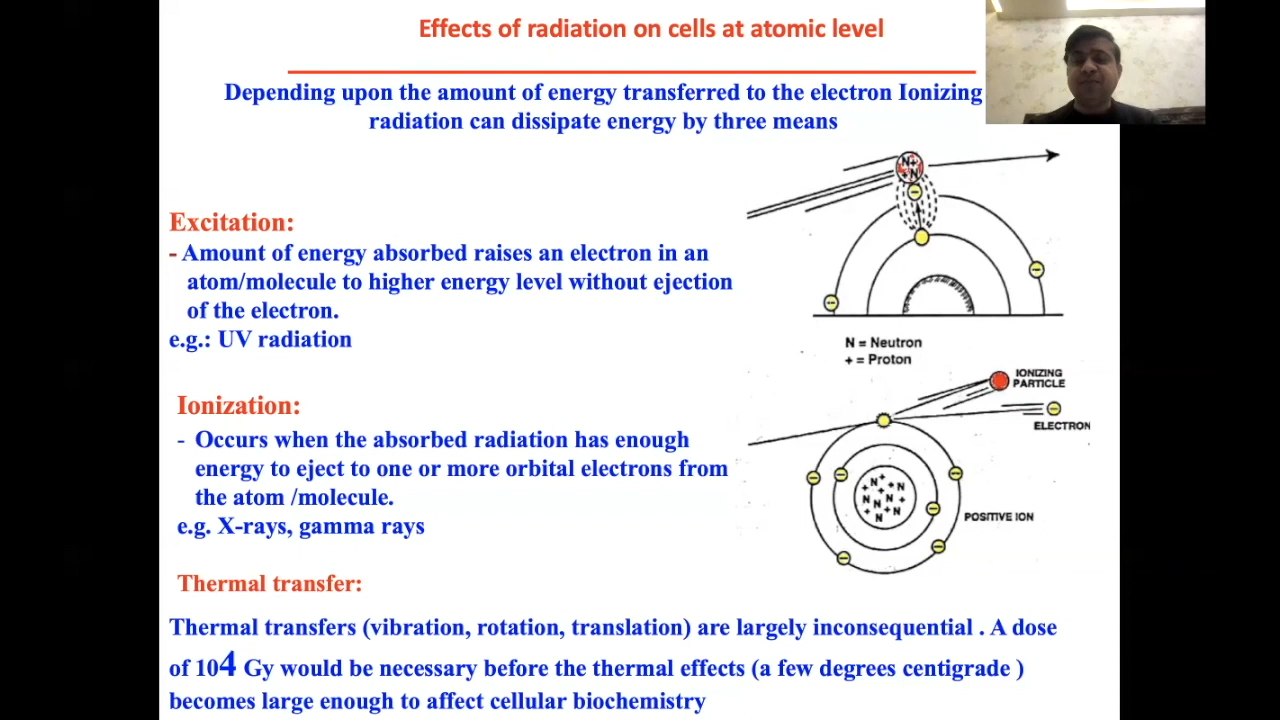 Effects of radiation on cells at atomic level
Depending upon the amount of energy transferred to the electron Ionizing
radiation can dissipate energy by three means
Excitation:
- Amount of energy absorbed raises an electron in an
atom/molecule to higher energy level without ejection
of the electron.
e.g.: UV radiation
N +
+ N
N = Neutron
+ = Proton
Ionization:
- Occurs when the absorbed radiation has enough
energy to eject to one or more orbital electrons from
the atom /molecule.
e.g. X-rays, gamma rays
IONIZING
PARTICLE
ELECTRON
N + + N
N N N
+ N + N
POSITIVE ION
Thermal transfer:
Thermal transfers (vibration, rotation, translation) are largely inconsequential . A dose
of 104 Gy would be necessary before the thermal effects (a few degrees centigrade )
becomes large enough to affect cellular biochemistry